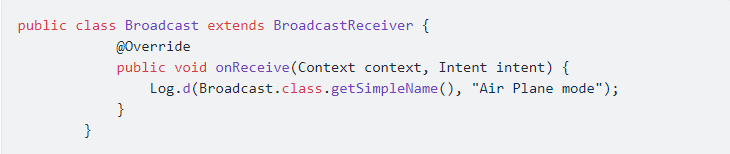 public class Broadcast extends BroadcastReceiver {
@Override
public void onReceive(Context context, Intent intent) {
Log.d(Broadcast.class.getSimpleName(), "Air Plane mode");
}
}